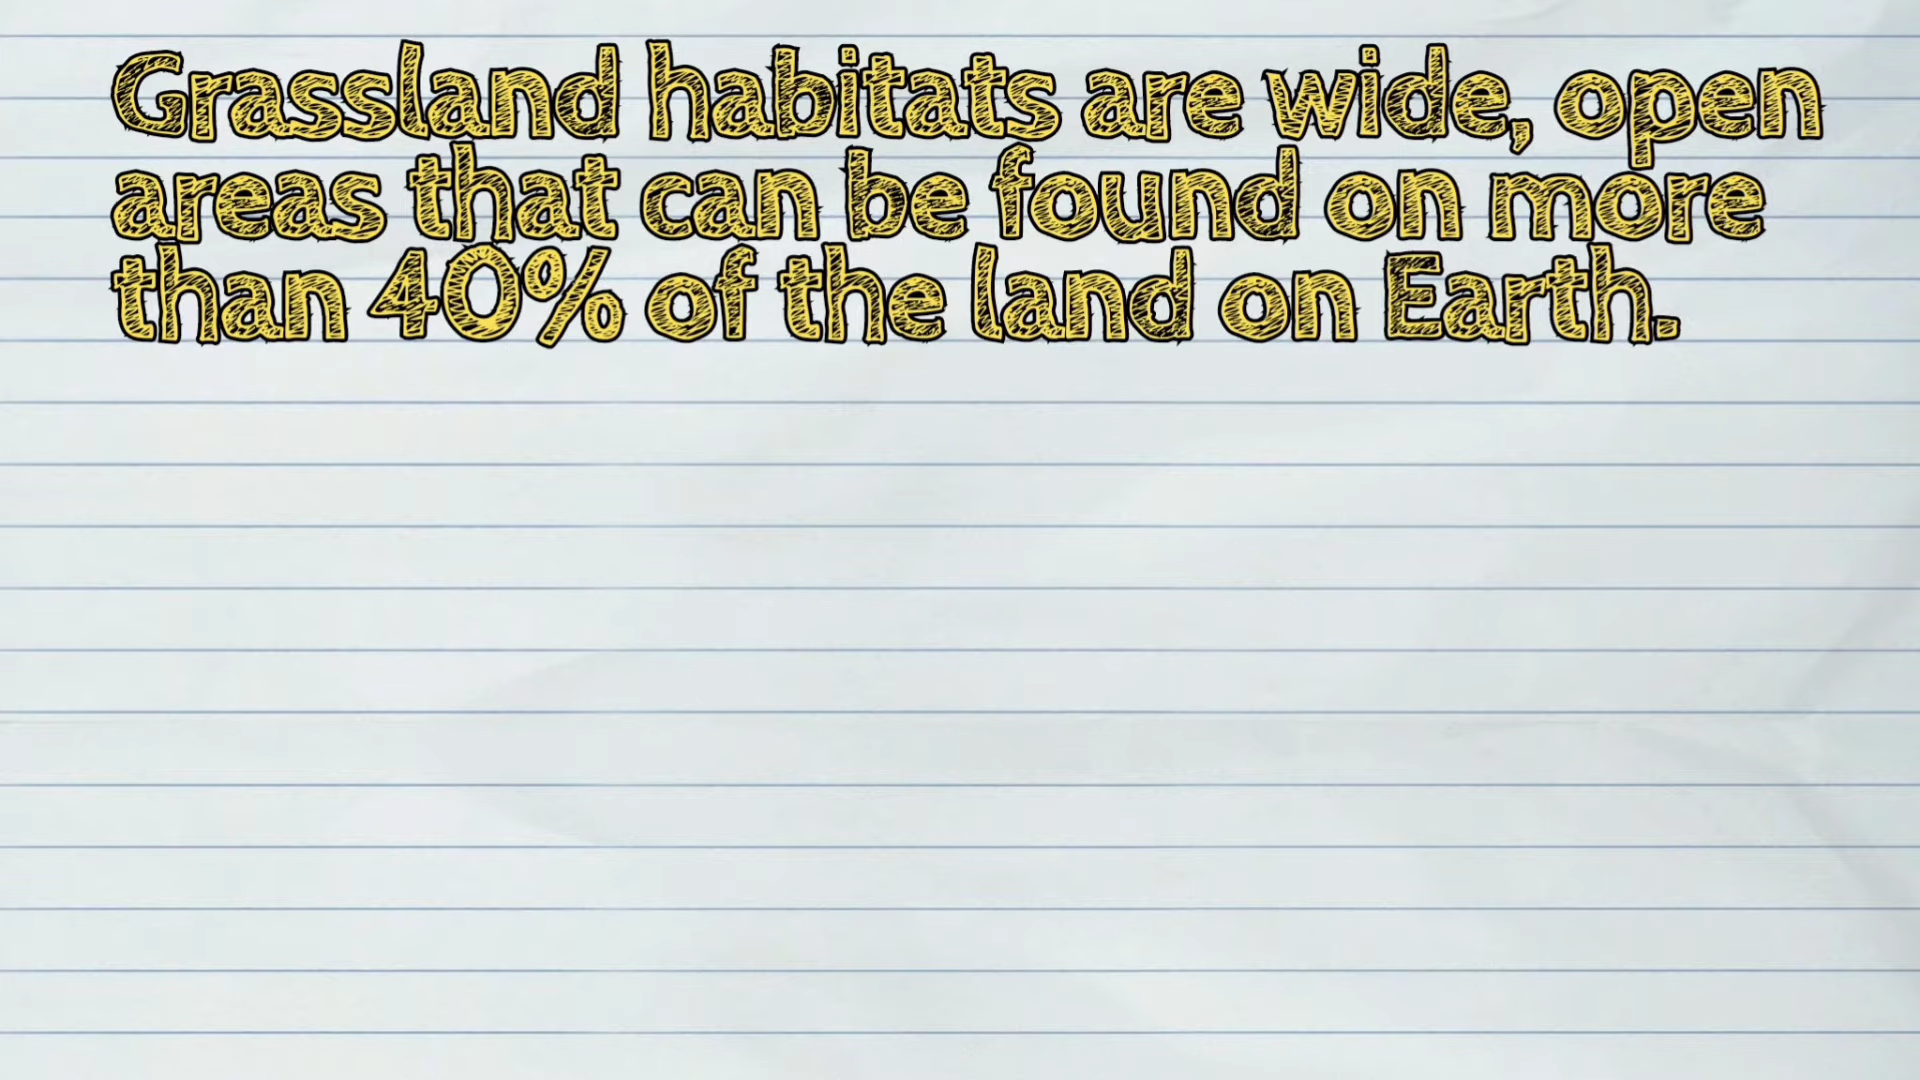 Grassland habitats are wide, open
areas that can be found on more
than 40% of the land on Earth.